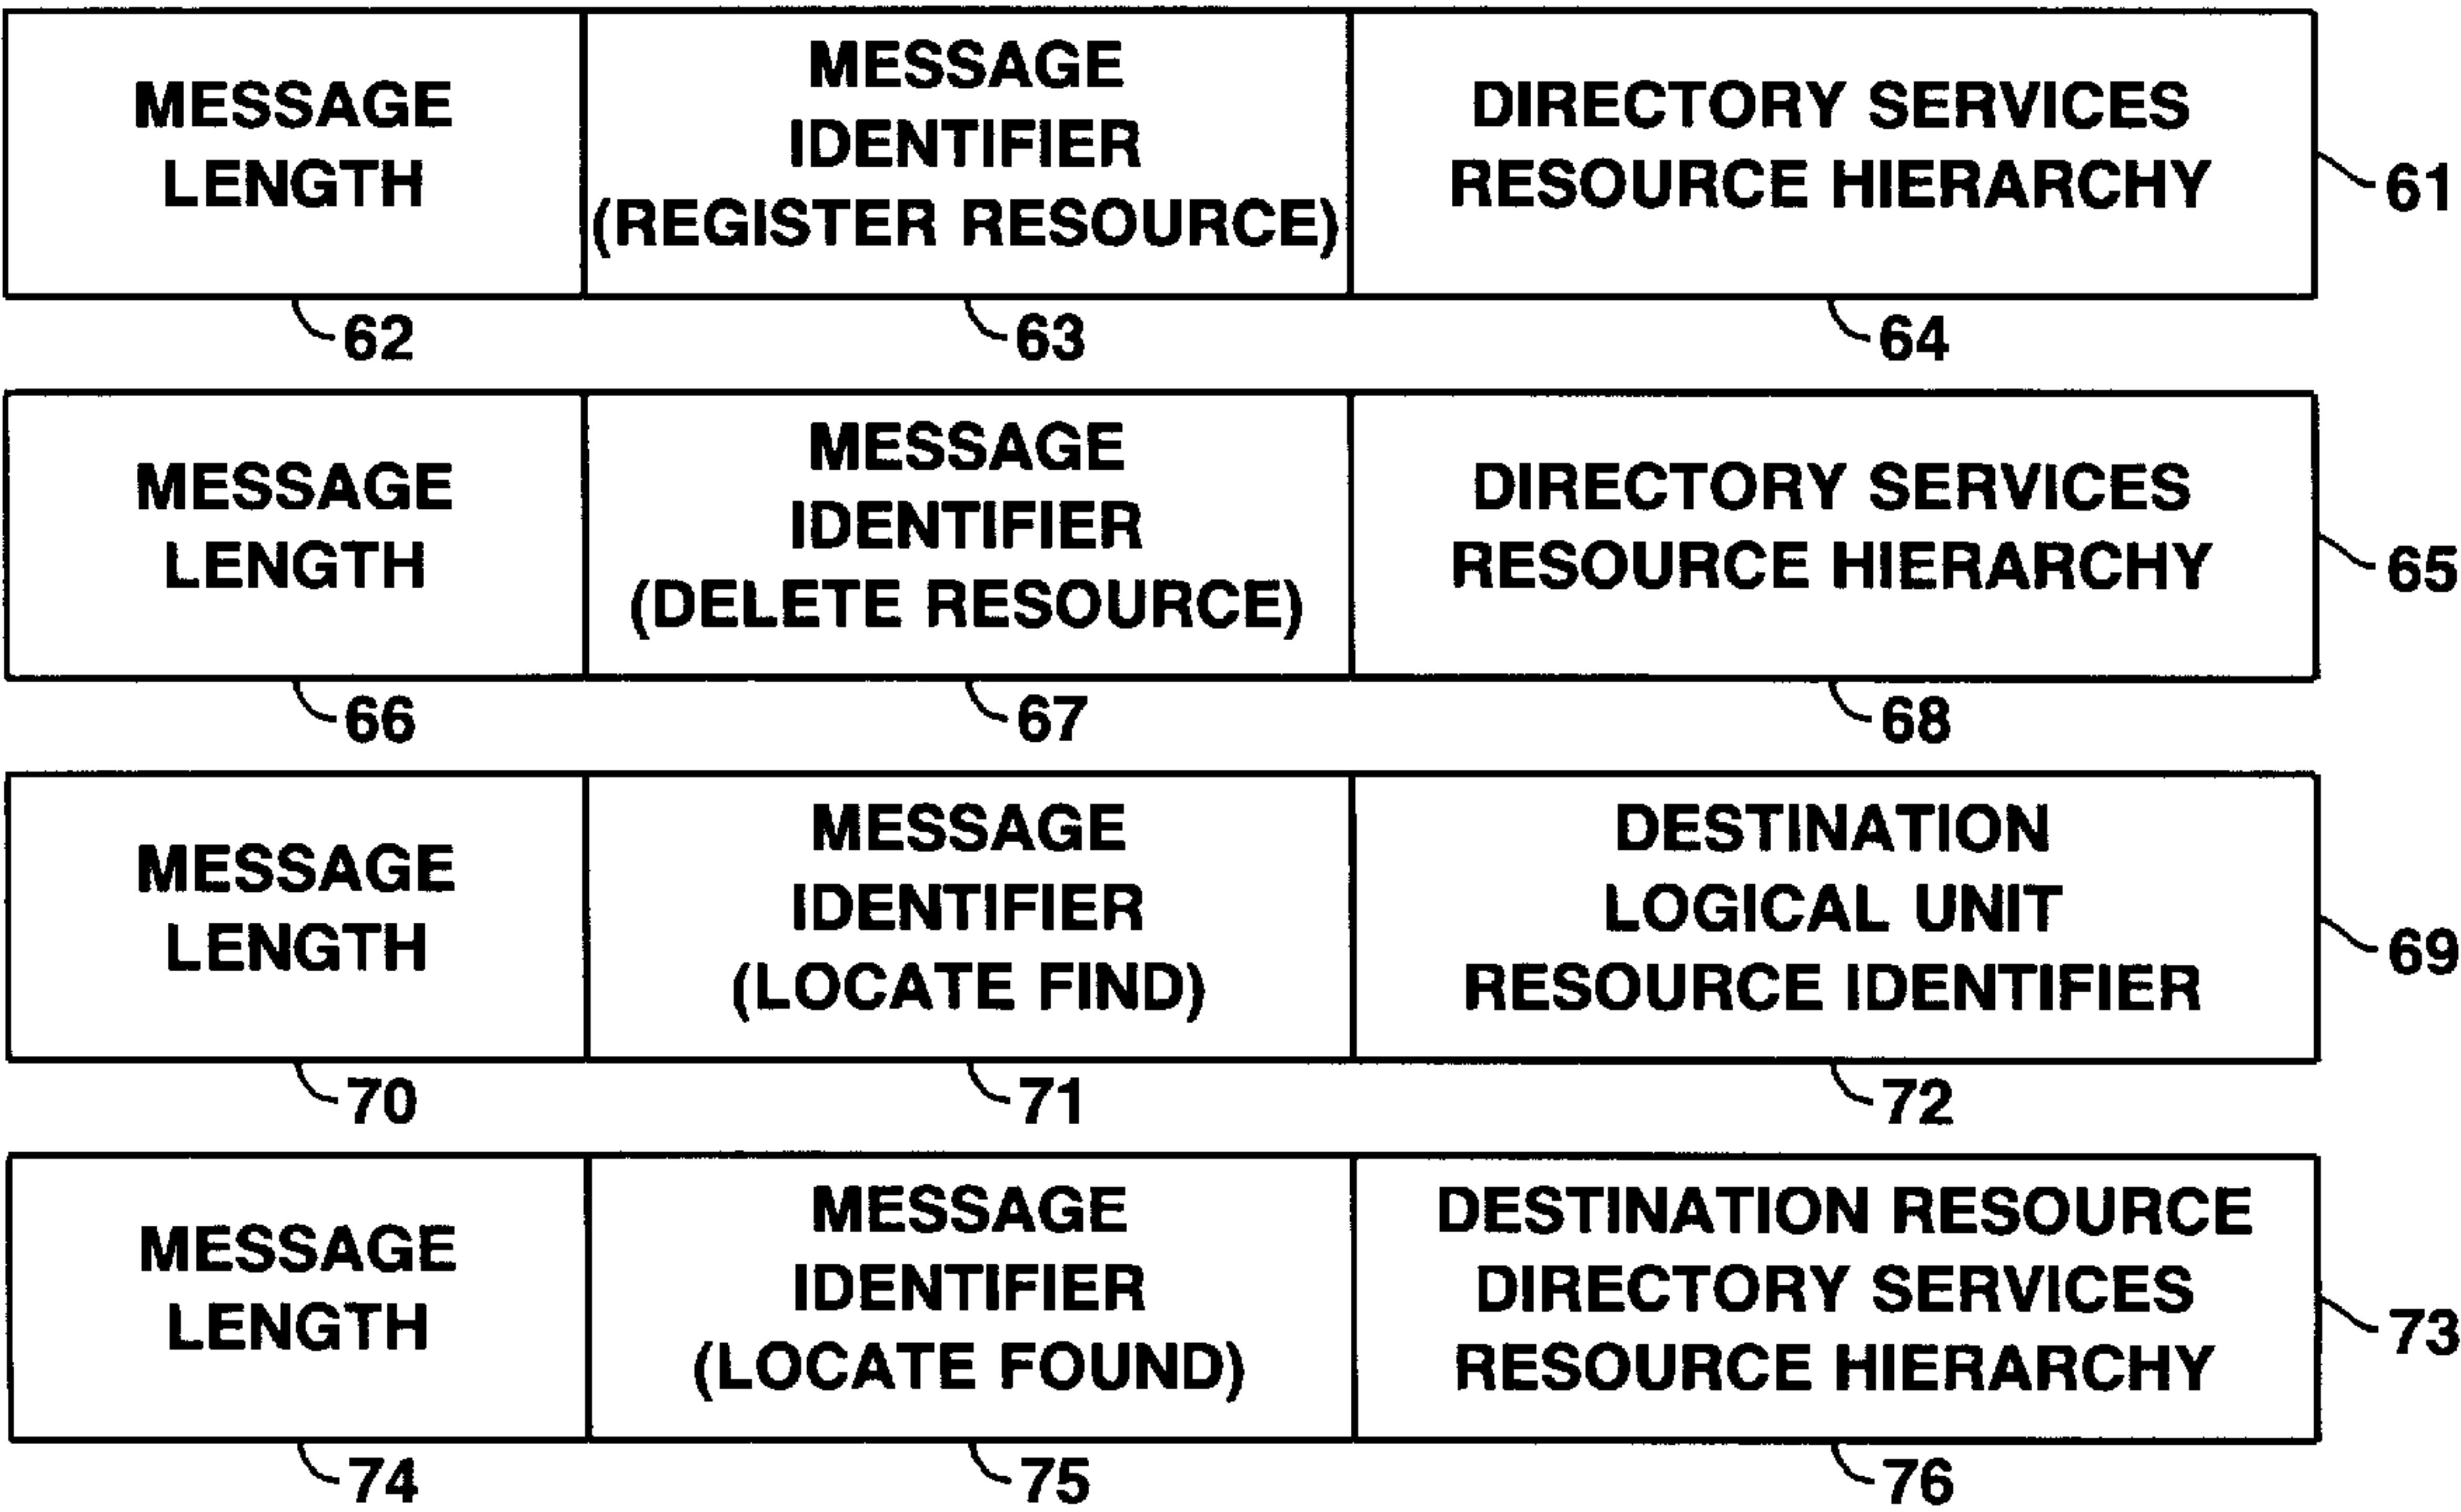 MESSAGE
LENGTH
MESSAGE
IDENTIFIER
(REGISTER RESOURCE)
DIRECTORY SERVICES
RESOURCE HIERARCHY
61
62
63
64
MESSAGE
LENGTH
MESSAGE
IDENTIFIER
(DELETE RESOURCE)
DIRECTORY SERVICES
RESOURCE HIERARCHY
65
66
67
68
MESSAGE
LENGTH
MESSAGE
IDENTIFIER
(LOCATE FIND)
DESTINATION
LOGICAL UNIT
RESOURCE IDENTIFIER
69
70
71
72
MESSAGE
LENGTH
MESSAGE
IDENTIFIER
(LOCATE FOUND)
DESTINATION RESOURCE
DIRECTORY SERVICES
RESOURCE HIERARCHY
73
74
75
76